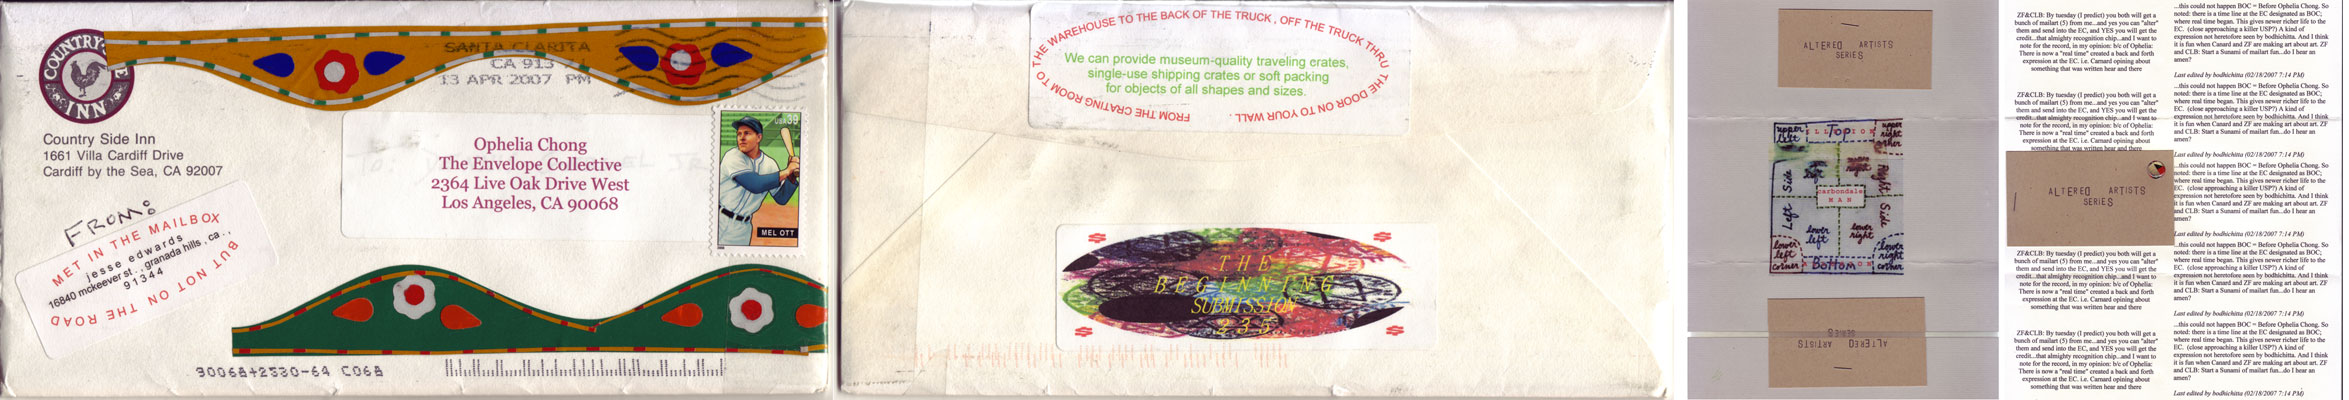 COUNTRY-SIDE
INN
SANTA CLARITA
CA 913
13 APR 2007 PM
Country Side Inn
1661 Villa Cardiff Drive
Cardiff by the Sea, CA 92007
Ophelia Chong
The Envelope Collective
2364 Live Oak Drive West
Los Angeles, CA 90068
USA 39
MEL OTT
FROM:
MET IN THE MAILBOX
jesse edwards
16840 mckeever st., granada hills, ca.,
91344
BUT NOT ON THE ROAD
90068+2530-64 C068
FROM THE CRATING ROOM TO THE WAREHOUSE TO THE BACK OF THE TRUCK, OFF THE TRUCK THRU THE DOOR ON TO YOUR WALL.
We can provide museum-quality traveling crates,
single-use shipping crates or soft packing
for objects of all shapes and sizes.
THE
BEGINNING
SUBMISSION
235
ALTERED ARTISTS
SERIES
upper left
Top
upper right
Left Side
left
right
Right Side
carbondale
MAN
lower left
lower right
lower left corner
Bottom
lower right corner
ALTERED ARTISTS
SERIES
ZF&CLB: By tuesday (I predict) you both will get a
bunch of mailart (5) from me...and yes you can "alter"
them and send into the EC, and YES you will get the
credit...that almighty recognition chip...and I want to
note for the record, in my opinion: b/c of Ophelia:
There is now a "real time" created a back and forth
expression at the EC. i.e. Carnard opining about
something that was written hear and there
ZF&CLB: By tuesday (I predict) you both will get a
bunch of mailart (5) from me...and yes you can "alter"
them and send into the EC, and YES you will get the
credit...that almighty recognition chip...and I want to
note for the record, in my opinion: b/c of Ophelia:
There is now a "real time" created a back and forth
expression at the EC. i.e. Carnard opining about
something that was written hear and there
ALTERED ARTISTS
SERIES
ZF&CLB: By tuesday (I predict) you both will get a
bunch of mailart (5) from me...and yes you can "alter"
them and send into the EC, and YES you will get the
credit...that almighty recognition chip...and I want to
note for the record, in my opinion: b/c of Ophelia:
There is now a "real time" created a back and forth
expression at the EC. i.e. Carnard opining about
something that was written hear and there
ZF&CLB: By tuesday (I predict) you both will get a
bunch of mailart (5) from me...and yes you can "alter"
them and send into the EC, and YES you will get the
credit...that almighty recognition chip...and I want to
note for the record, in my opinion: b/c of Ophelia:
There is now a "real time" created a back and forth
expression at the EC. i.e. Carnard opining about
something that was written hear and there
...this could not happen BOC = Before Ophelia Chong. So
noted: there is a time line at the EC designated as BOC;
where real time began. This gives newer richer life to the
EC. (close approaching a killer USP?) A kind of
expression not heretofore seen by bodhichitta. And I think
it is fun when Canard and ZF are making art about art. ZF
and CLB: Start a Sunami of mailart fun...do I hear an
amen?
Last edited by bodhichitta (02/18/2007 7:14 PM)
...this could not happen BOC = Before Ophelia Chong. So
noted: there is a time line at the EC designated as BOC;
where real time began. This gives newer richer life to the
EC. (close approaching a killer USP?) A kind of
expression not heretofore seen by bodhichitta. And I think
it is fun when Canard and ZF are making art about art. ZF
and CLB: Start a Sunami of mailart fun...do I hear an
amen?
Last edited by bodhichitta (02/18/2007 7:14 PM)
...this could not happen BOC = Before Ophelia Chong. So
noted: there is a time line at the EC designated as BOC;
where real time began. This gives newer richer life to the
EC. (close approaching a killer USP?) A kind of
expression not heretofore seen by bodhichitta. And I think
it is fun when Canard and ZF are making art about art. ZF
and CLB: Start a Sunami of mailart fun...do I hear an
amen?
Last edited by bodhichitta (02/18/2007 7:14 PM)
...this could not happen BOC = Before Ophelia Chong. So
noted: there is a time line at the EC designated as BOC;
where real time began. This gives newer richer life to the
EC. (close approaching a killer USP?) A kind of
expression not heretofore seen by bodhichitta. And I think
it is fun when Canard and ZF are making art about art. ZF
and CLB: Start a Sunami of mailart fun...do I hear an
amen?
Last edited by bodhichitta (02/18/2007 7:14 PM)
...this could not happen BOC = Before Ophelia Chong. So
noted: there is a time line at the EC designated as BOC;
where real time began. This gives newer richer life to the
EC. (close approaching a killer USP?) A kind of
expression not heretofore seen by bodhichitta. And I think
it is fun when Canard and ZF are making art about art. ZF
and CLB: Start a Sunami of mailart fun...do I hear an
amen?
Last edited by bodhichitta (02/18/2007 7:14 PM)